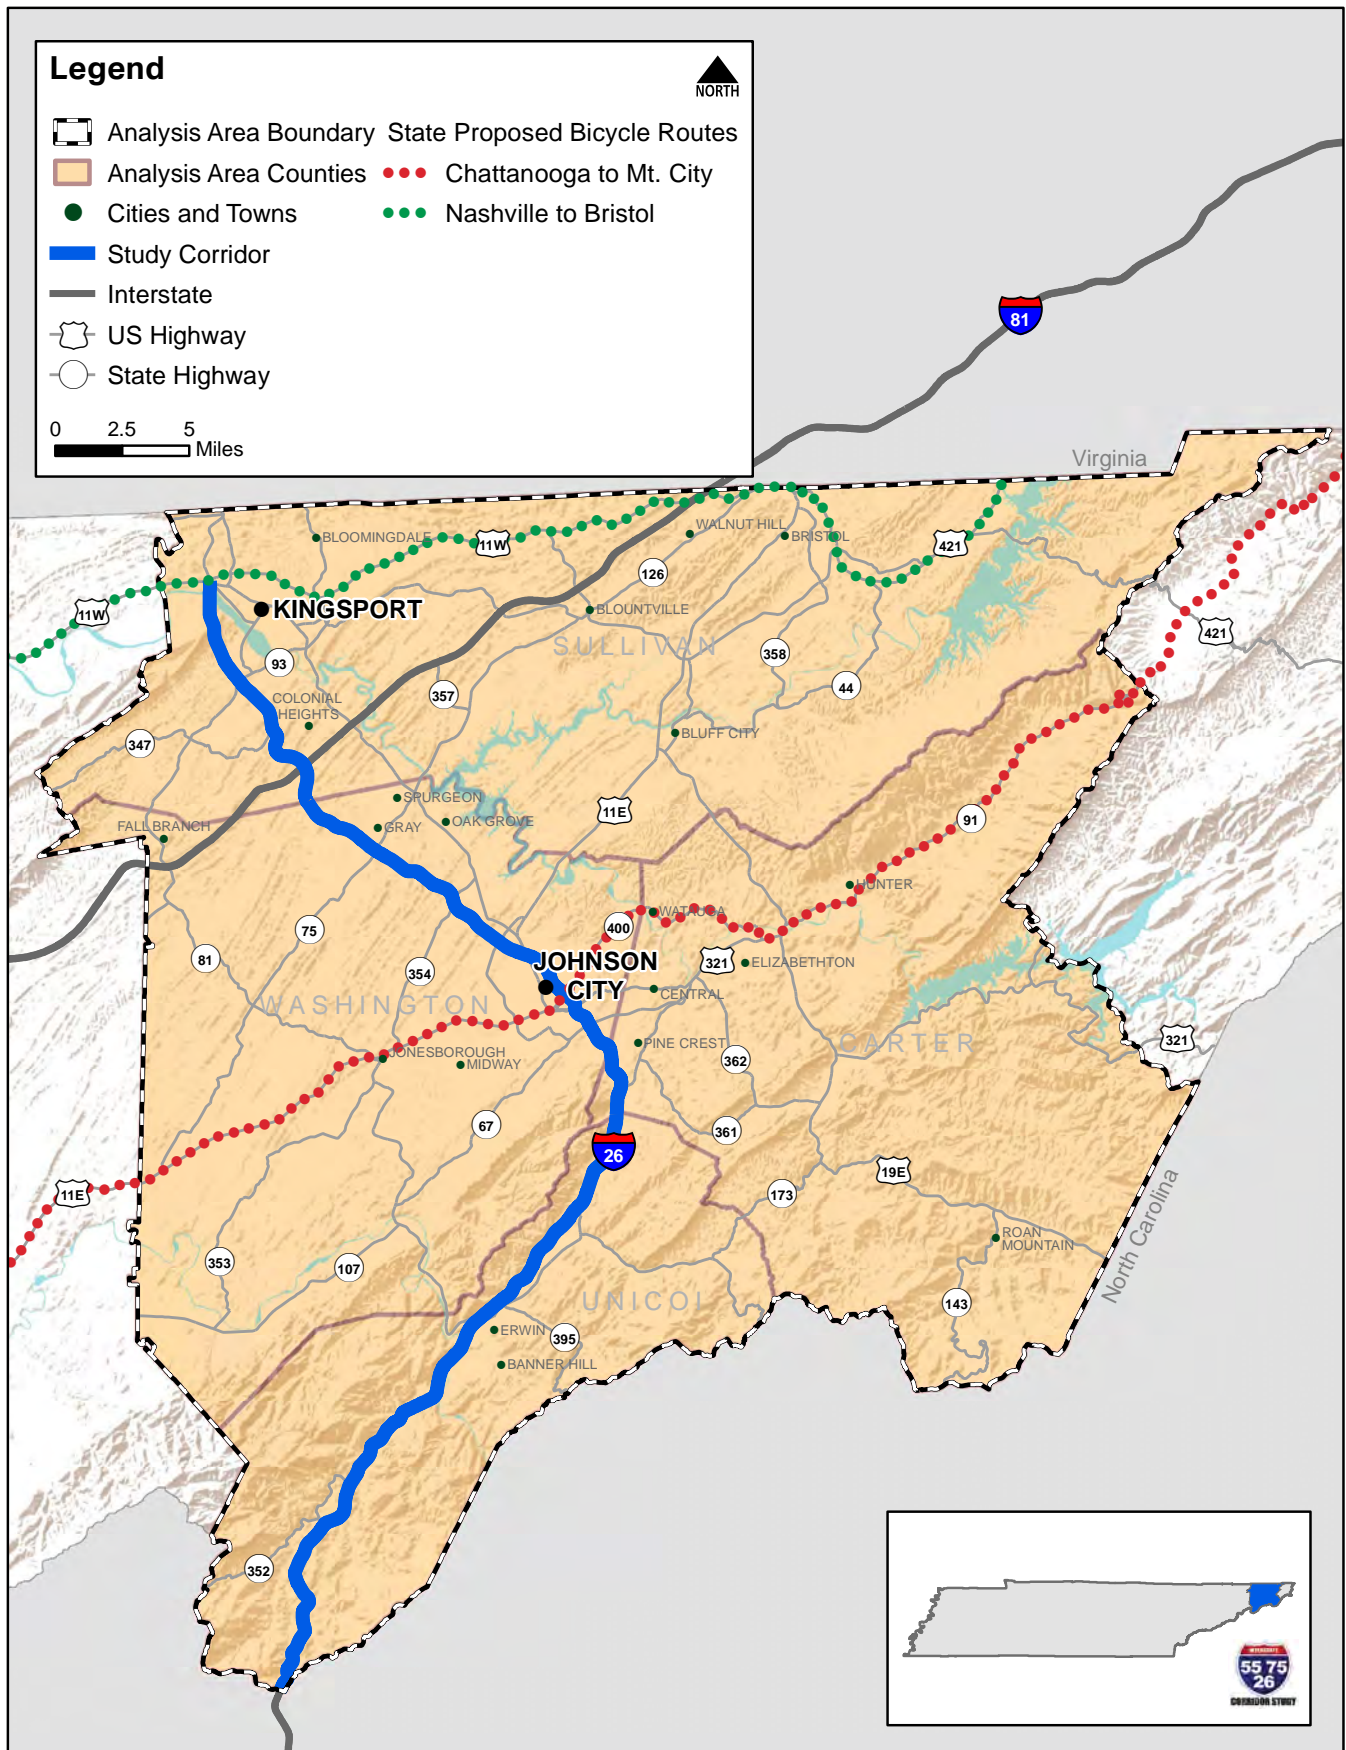 Legend
NORTH
Analysis Area Boundary
State Proposed Bicycle Routes
Analysis Area Counties
Chattanooga to Mt. City
Cities and Towns
Nashville to Bristol
Study Corridor
Interstate
US Highway
State Highway
0 2.5 5
Miles
81
Virginia
BLOOMINGDALE
11W
WALNUT HILL
BRISTOL
421
126
11W
KINGSPORT
BLOUNTVILLE
SULLIVAN
421
93
358
357
44
COLONIAL
HEIGHTS
BLUFF CITY
347
SPURGEON
11E
FALL BRANCH
GRAY
OAK GROVE
91
HUNTER
WATAUGA
75
400
81
354
JOHNSON
CITY
321
ELIZABETHTON
WASHINGTON
CENTRAL
CARTER
321
JONESBOROUGH
MIDWAY
PINE CREST
362
67
361
26
11E
173
19E
North Carolina
ROAN
MOUNTAIN
353
107
UNICOI
143
ERWIN
395
BANNER HILL
352
INTERSTATE
55 75
26
CORRIDOR STUDY